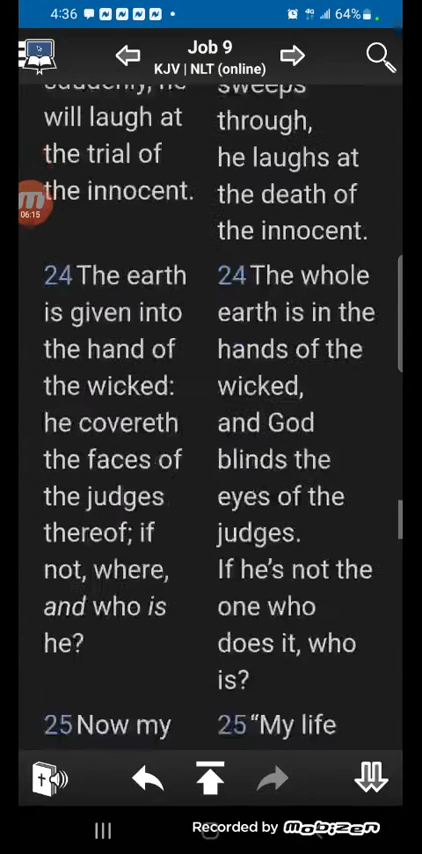 4:36
64%
Job 9
KJV | NLT (online)
suddenly, he
will laugh at
the trial of
the innocent.
sweeps
through,
he laughs at
the death of
the innocent.
06:15
24 The earth
is given into
the hand of
the wicked:
he covereth
the faces of
the judges
thereof; if
not, where,
and who is
he?
24 The whole
earth is in the
hands of the
wicked,
and God
blinds the
eyes of the
judges.
If he’s not the
one who
does it, who
is?
25 Now my
25 “My life
Recorded by mobizen